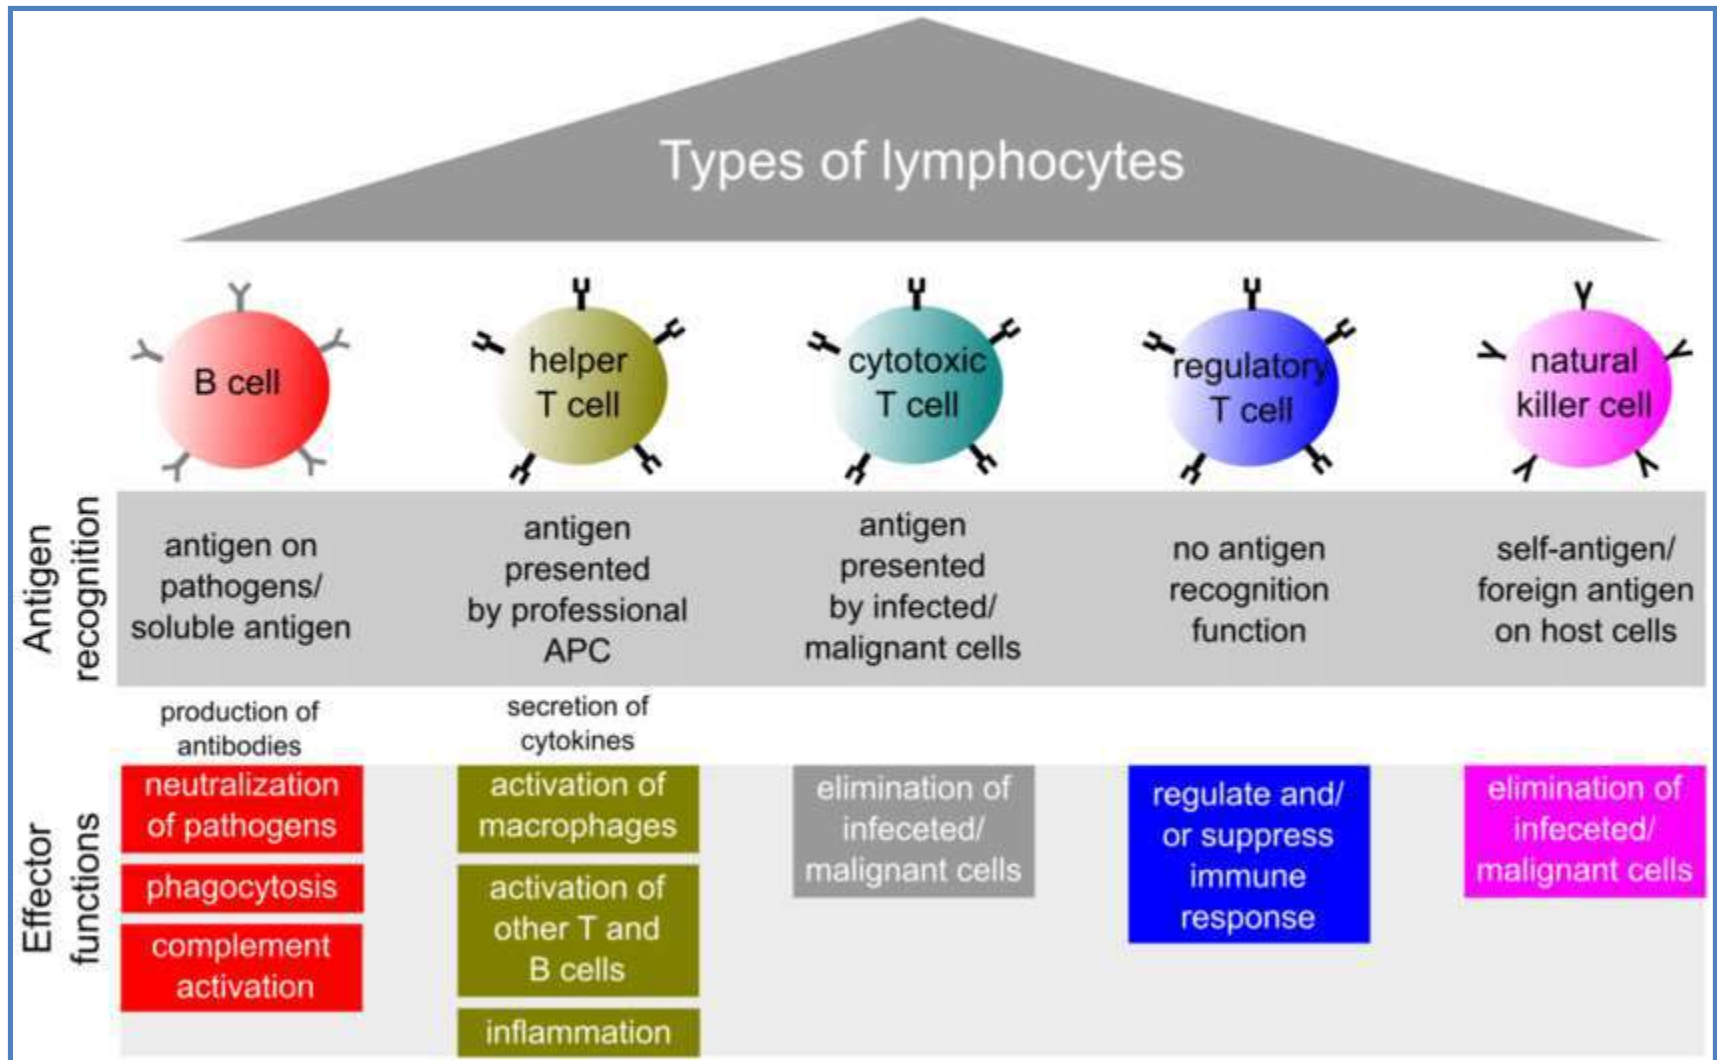 Types of lymphocytes
B cell
helper
T cell
cytotoxic
T cell
regulatory
T cell
natural
killer cell
Antigen
recognition
antigen on
pathogens/
soluble antigen
antigen
presented
by professional
APC
antigen
presented
by infected/
malignant cells
no antigen
recognition
function
self-antigen/
foreign antigen
on host cells
Effector
functions
production of
antibodies
neutralization
of pathogens
phagocytosis
complement
activation
secretion of
cytokines
activation of
macrophages
activation of
other T and
B cells
inflammation
elimination of
infeceted/
malignant cells
regulate and/
or suppress
immune
response
elimination of
infeceted/
malignant cells